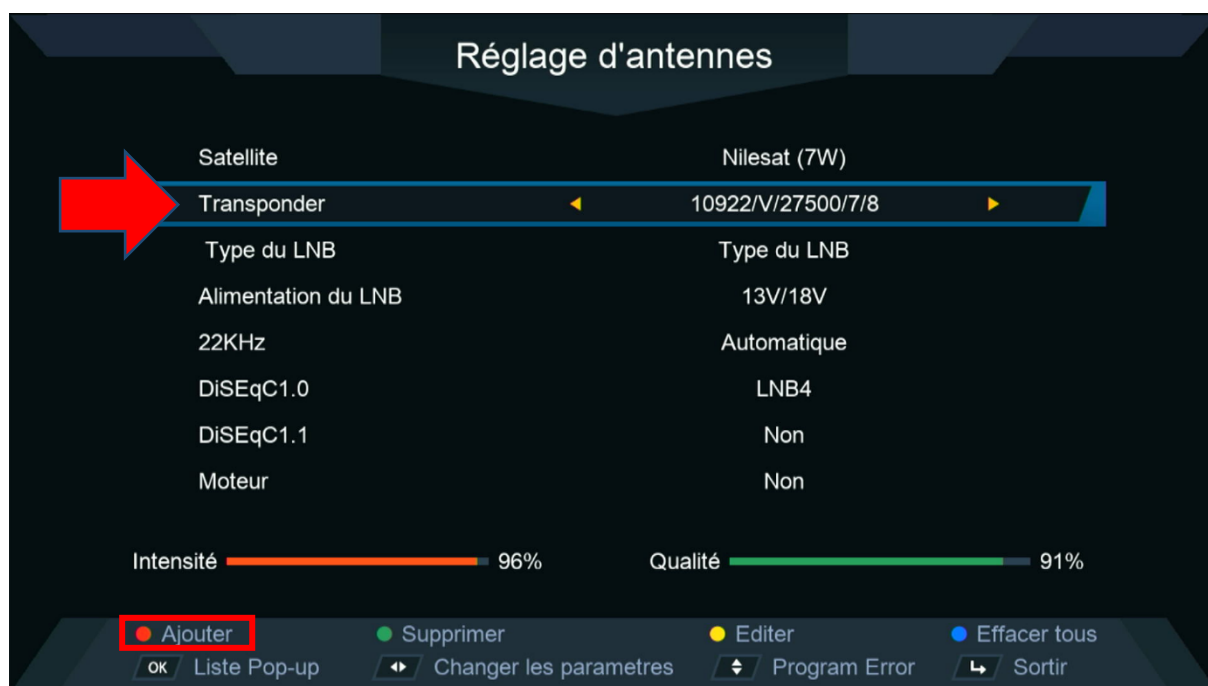 Réglage d'antennes
Satellite Nilesat (7W)
Transponder 10922/V/27500/7/8
Type du LNB Type du LNB
Alimentation du LNB 13V/18V
22KHz Automatique
DiSEqC1.0 LNB4
DiSEqC1.1 Non
Moteur Non
Intensité 96% Qualité 91%
Ajouter Supprimer Editer Effacer tous
OK Liste Pop-up Changer les parametres Program Error Sortir